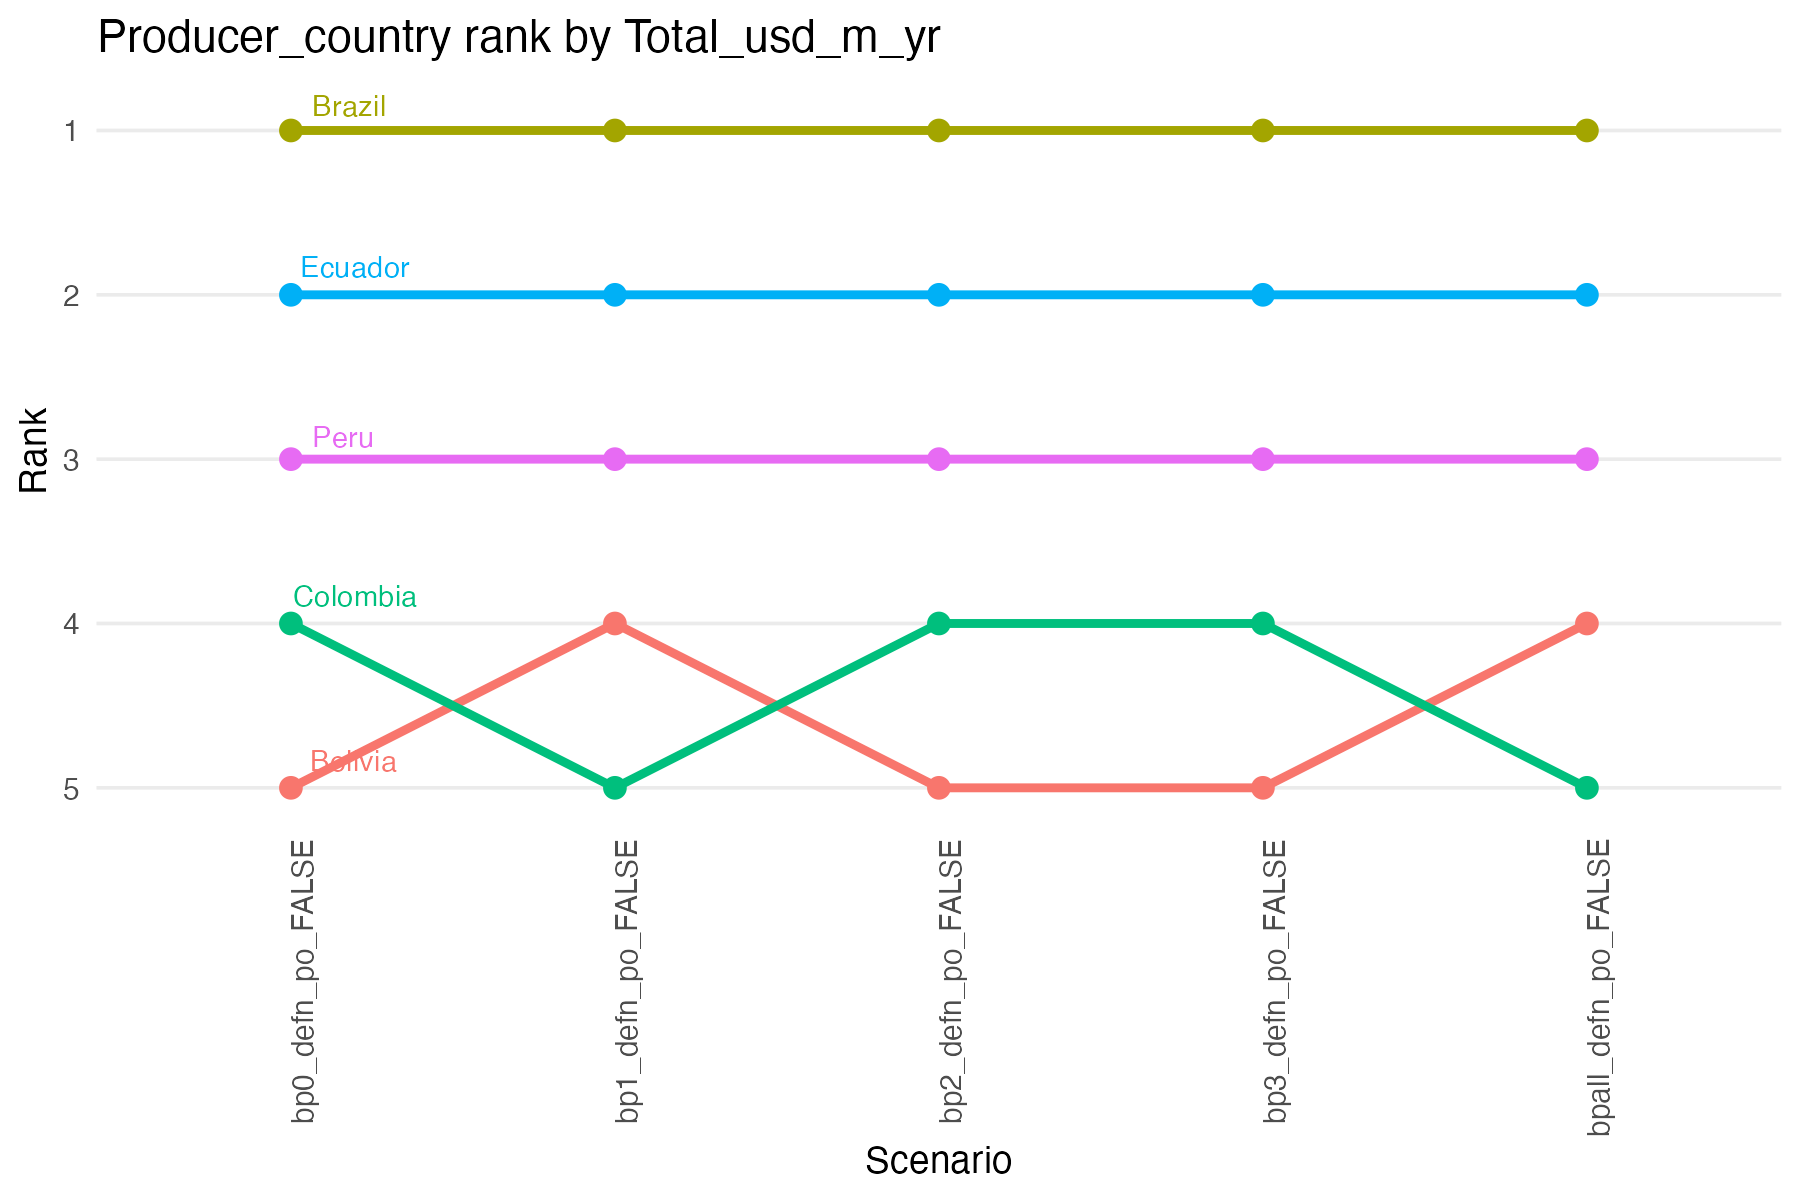 Producer_country rank by Total_usd_m_yr
Brazil
1
Ecuador
2
Peru
3
Rank
Colombia
4
Bolivia
5
bp0_defn_po_FALSE
bp1_defn_po_FALSE
bp2_defn_po_FALSE
bp3_defn_po_FALSE
bpall_defn_po_FALSE
Scenario